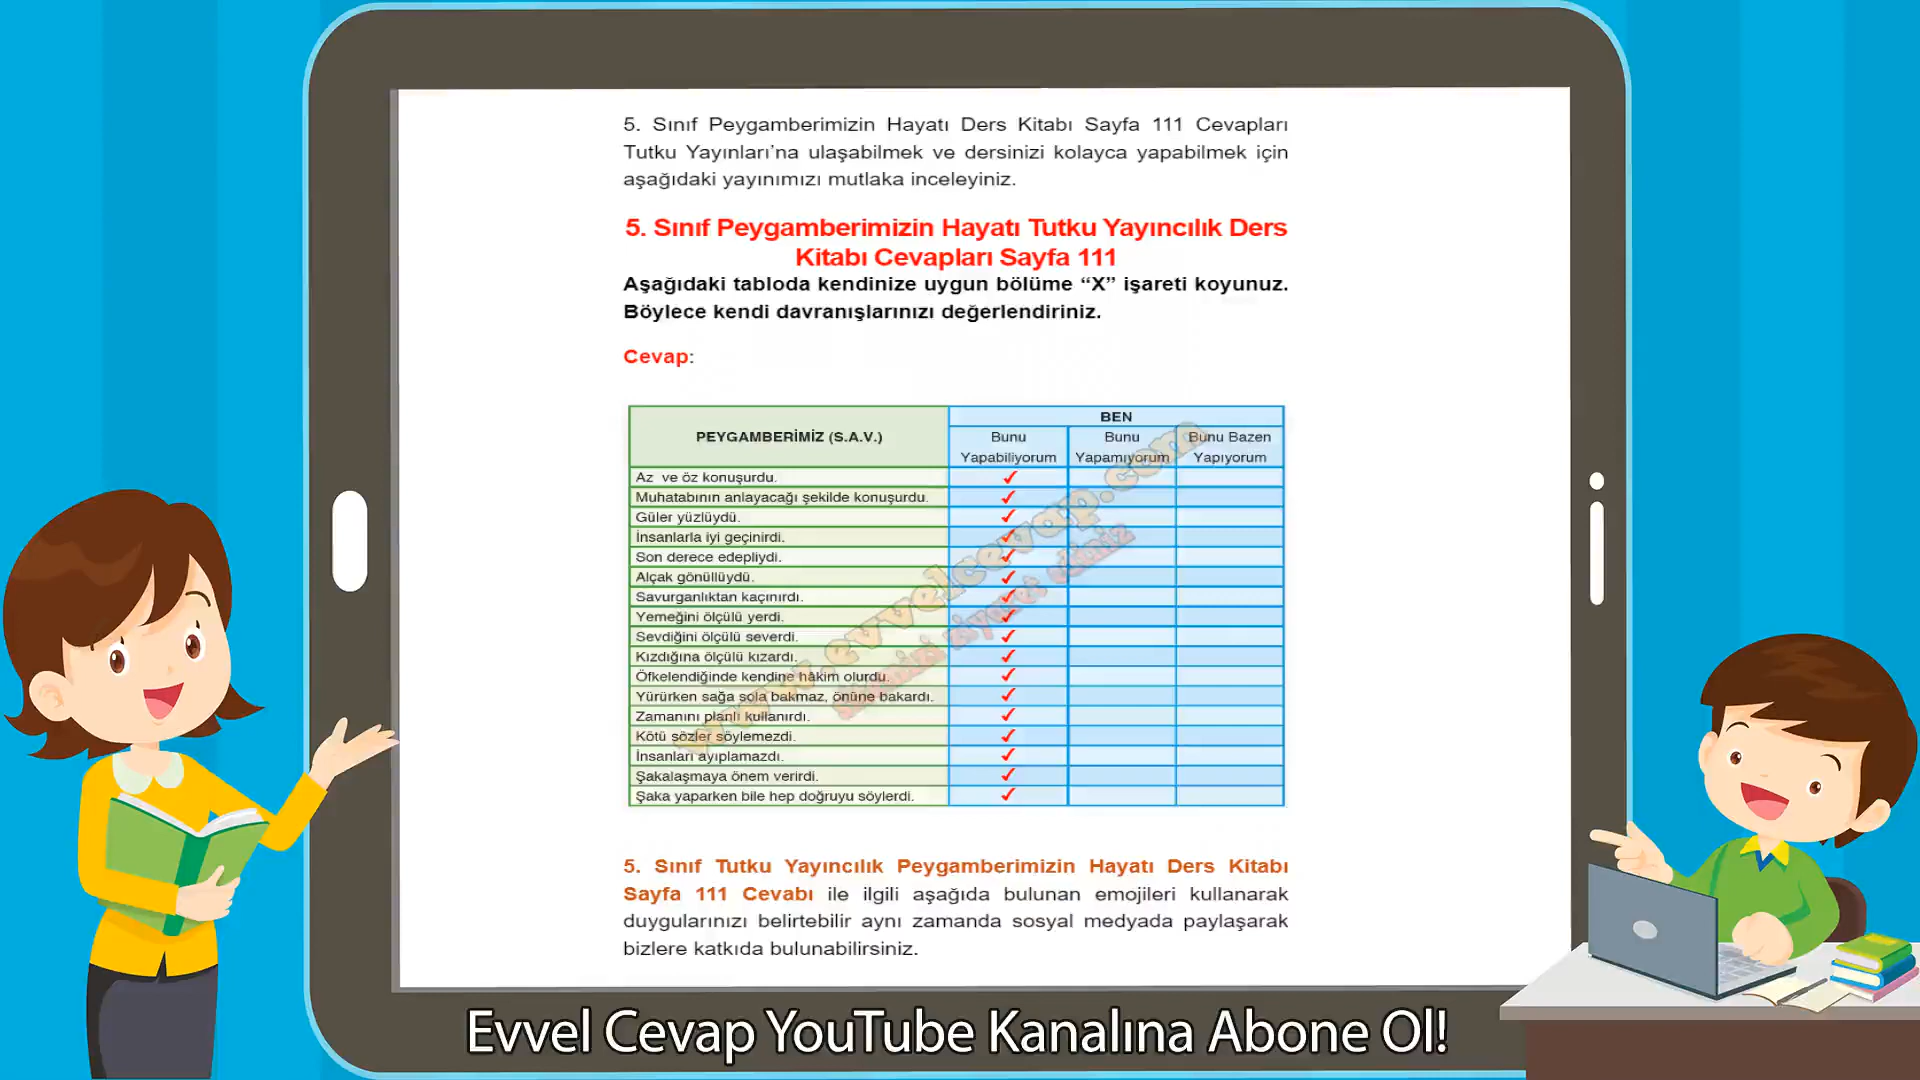 5. Sınıf Peygamberimizin Hayatı Ders Kitabı Sayfa 111 Cevapları
Tutku Yayınları'na ulaşabilmek ve dersinizi kolayca yapabilmek için
aşağıdaki yayınımızı mutlaka inceleyiniz.
5. Sınıf Peygamberimizin Hayatı Tutku Yayıncılık Ders
Kitabı Cevapları Sayfa 111
Aşağıdaki tabloda kendinize uygun bölüme “X” işareti koyunuz.
Böylece kendi davranışlarınızı değerlendiriniz.
Cevap:
PEYGAMBERİMİZ (S.A.V.)
BEN
Bunu Yapabiliyorum
Bunu Yapamıyorum
Bunu Bazen Yapıyorum
Az ve öz konuşurdu. ✓
Muhatabının anlayacağı şekilde konuşurdu. ✓
Güler yüzlüydü. ✓
İnsanlarla iyi geçinirdi. ✓
Son derece edepliydi. ✓
Alçak gönüllüydü. ✓
Savurganlıktan kaçınırdı. ✓
Yemeğini ölçülü yerdi. ✓
Sevdiğini ölçülü severdi. ✓
Kızdığına ölçülü kızardı. ✓
Öfkelendiğinde kendine hâkim olurdu. ✓
Yürürken sağa sola bakmaz, önüne bakardı. ✓
Zamanını planlı kullanırdı. ✓
Kötü sözler söylemezdi. ✓
İnsanları ayıplamazdı. ✓
Şakalaşmaya önem verirdi. ✓
Şaka yaparken bile hep doğruyu söylerdi. ✓
www.evvelcevap.com
sitemizi ziyaret ediniz
5. Sınıf Tutku Yayıncılık Peygamberimizin Hayatı Ders Kitabı
Sayfa 111 Cevabı ile ilgili aşağıda bulunan emojileri kullanarak
duygularınızı belirtebilir aynı zamanda sosyal medyada paylaşarak
bizlere katkıda bulunabilirsiniz.
Evvel Cevap YouTube Kanalına Abone Ol!